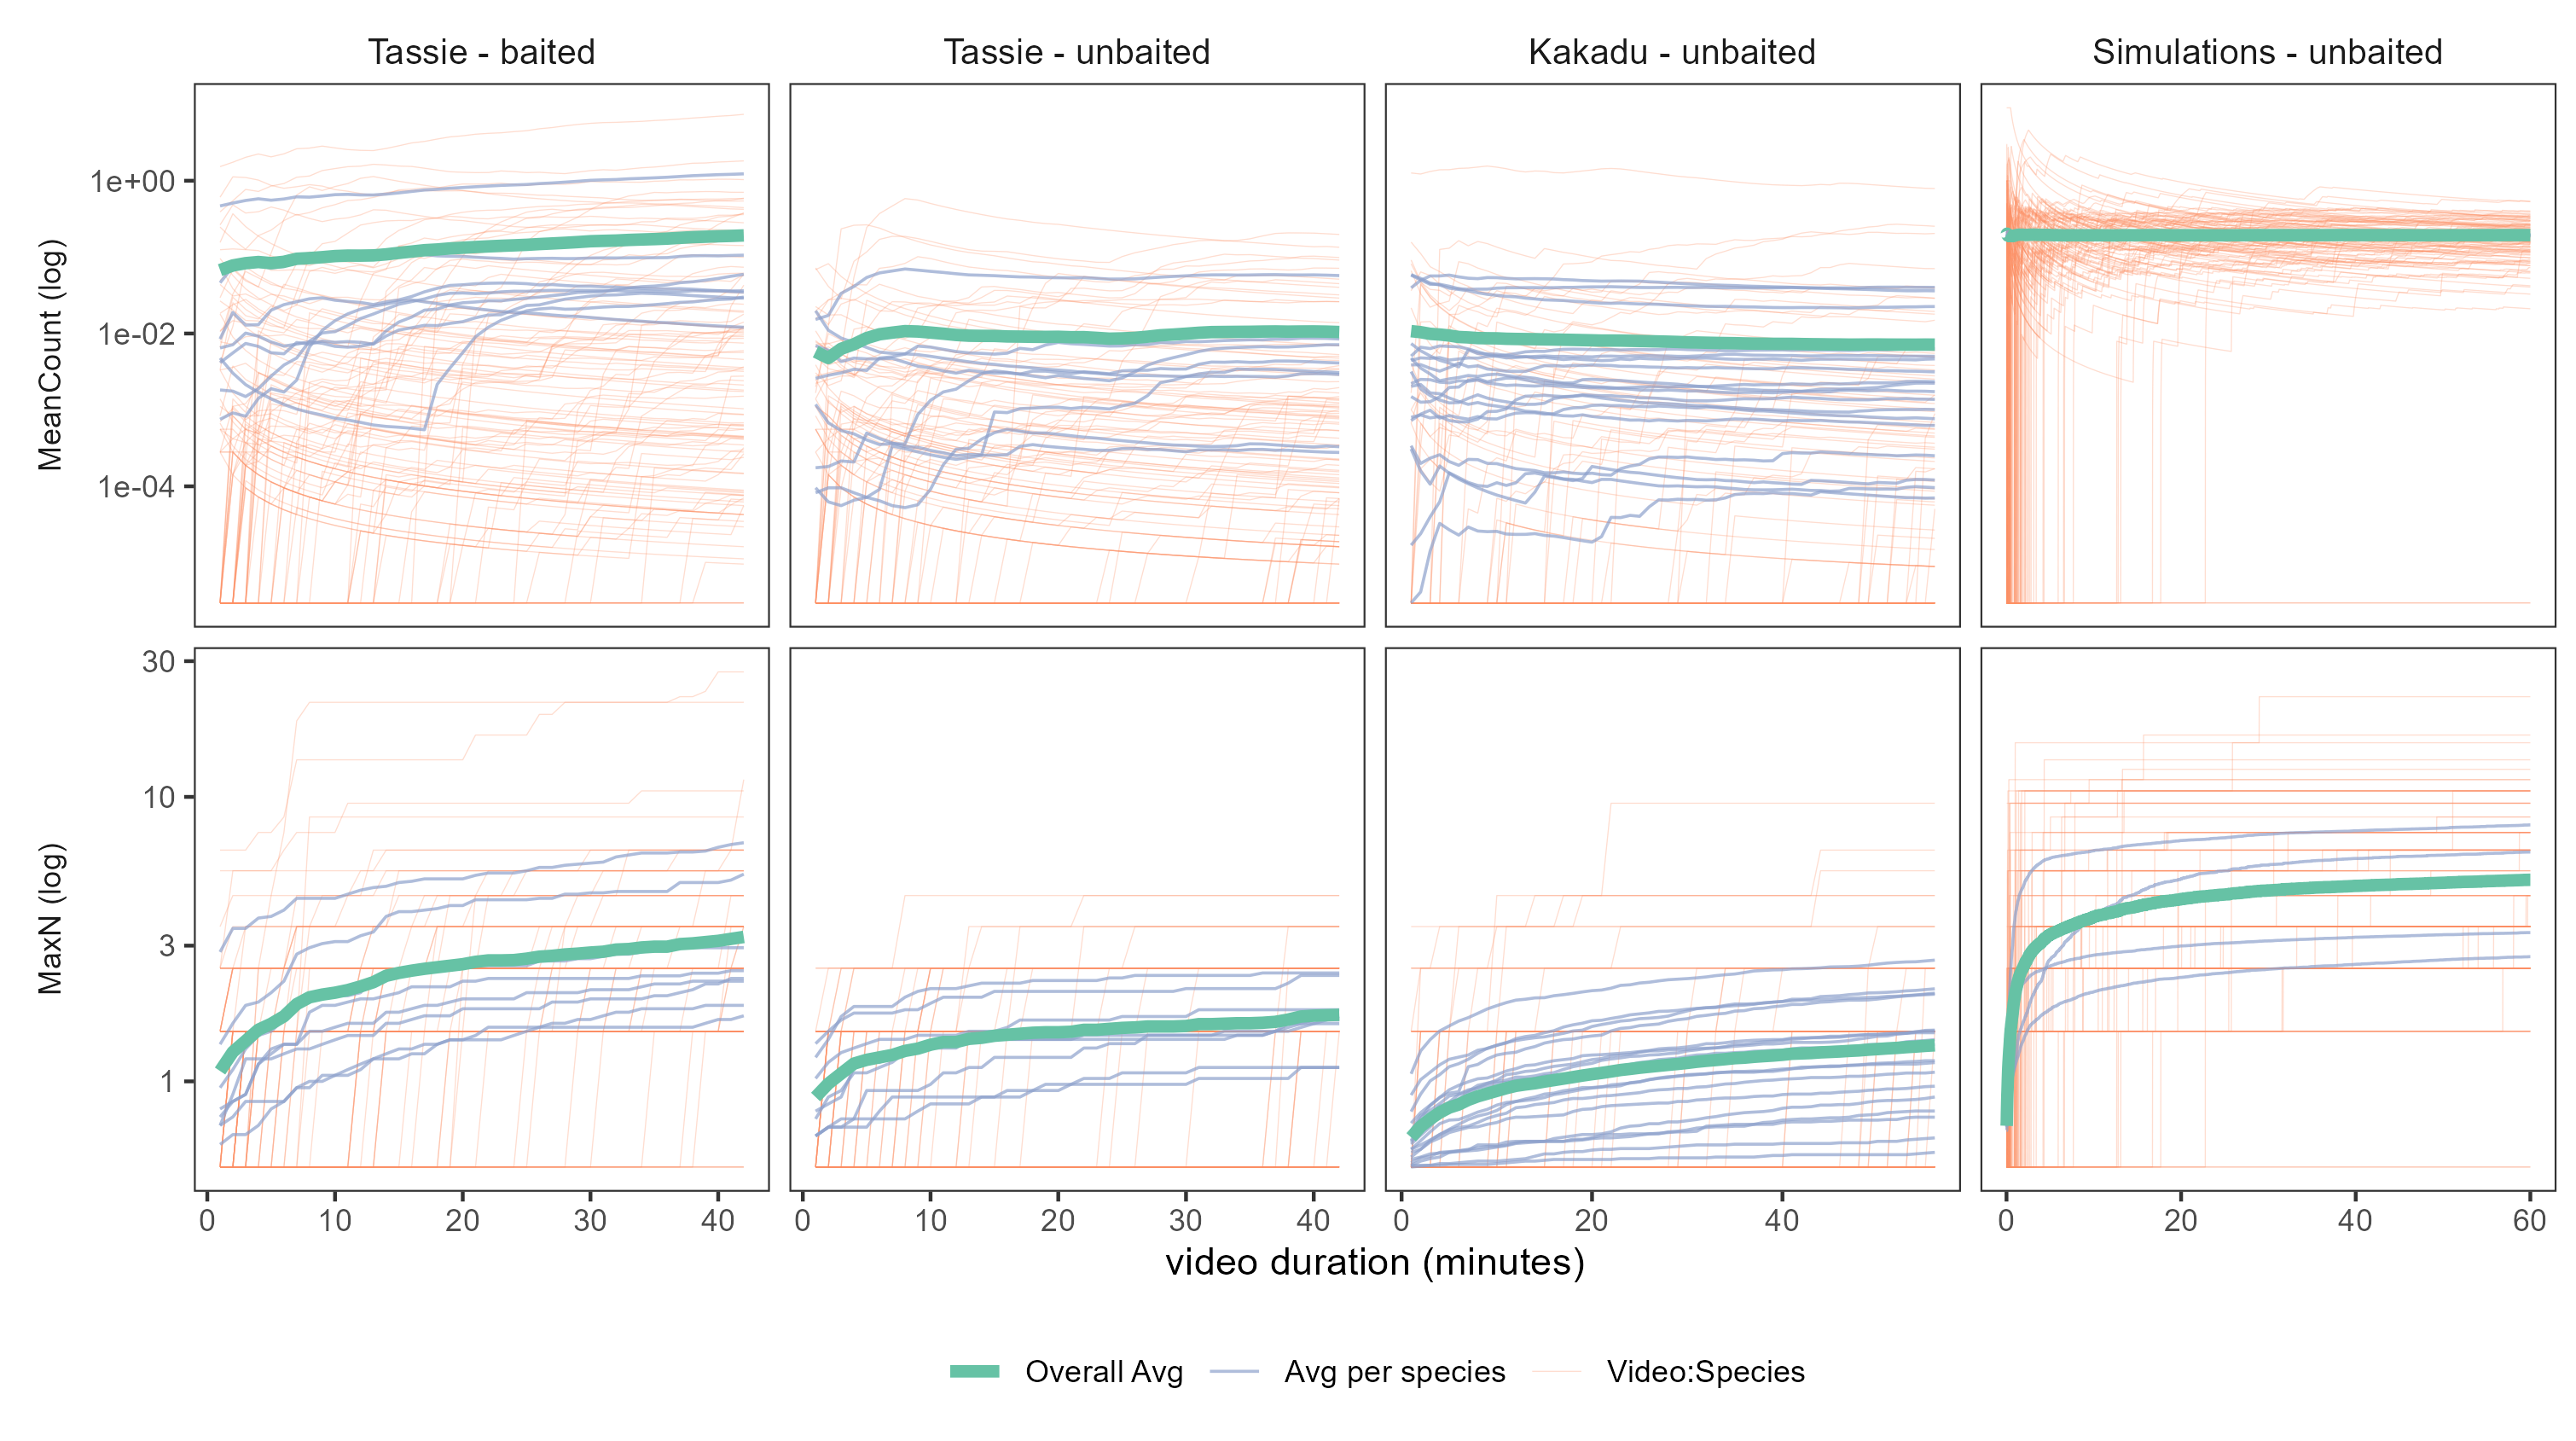 Tassie - baited
Tassie - unbaited
Kakadu - unbaited
Simulations - unbaited
MeanCount (log)
1e+00
1e-02
1e-04
MaxN (log)
30
10
3
1
0 10 20 30 40
0 10 20 30 40
0 20 40
0 20 40 60
video duration (minutes)
Overall Avg
Avg per species
Video:Species